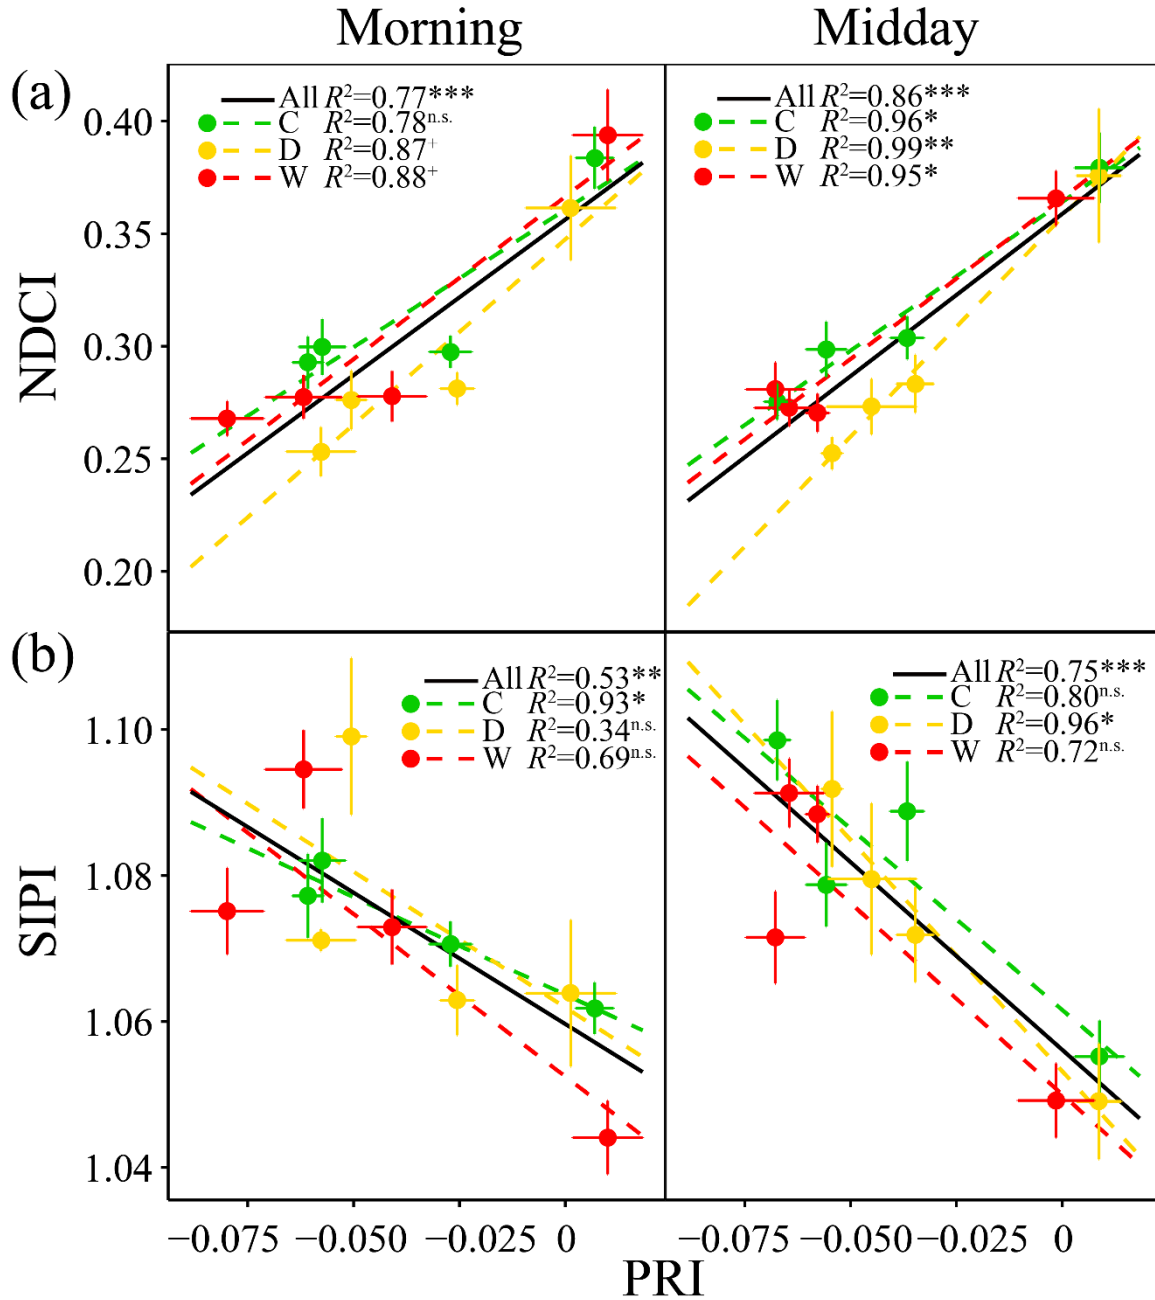 Morning Midday
(a)
All R²=0.77***
C R²=0.78n.s.
D R²=0.87+
W R²=0.88+
All R²=0.86***
C R²=0.96*
D R²=0.99**
W R²=0.95*
0.40
0.35
0.30
0.25
0.20
NDCI
(b)
All R²=0.53**
C R²=0.93*
D R²=0.34n.s.
W R²=0.69n.s.
All R²=0.75***
C R²=0.80n.s.
D R²=0.96*
W R²=0.72n.s.
1.10
1.08
1.06
1.04
SIPI
−0.075 −0.050 −0.025 0 −0.075 −0.050 −0.025 0
PRI